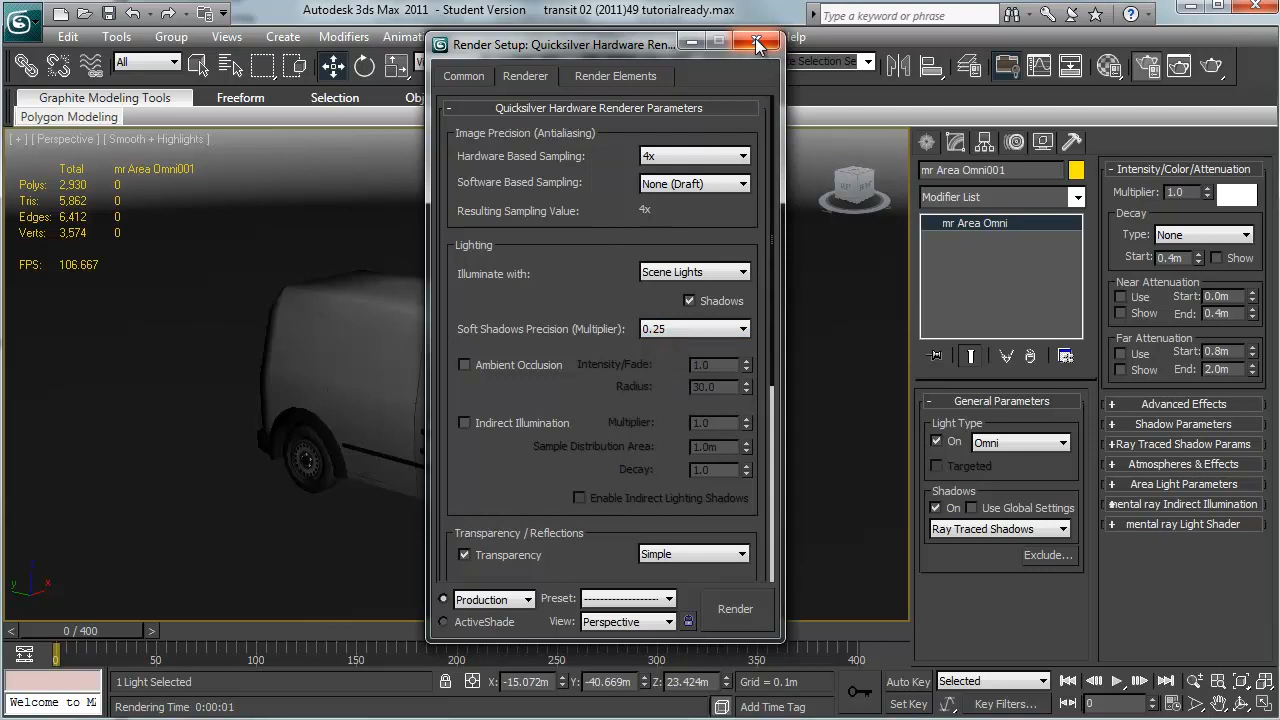 Autodesk 3ds Max 2011 - Student Version transit 02 (2011)49 tutorialready.max
Type a keyword or phrase
Edit Tools Group Views Create Modifiers Animat elp
All
e Selection Se
Graphite Modeling Tools Freeform Selection Obj
Polygon Modeling
[ + ] [ Perspective ] [ Smooth + Highlights ]
Total mr Area Omni001
Polys: 2,930 0
Tris: 5,862 0
Edges: 6,412 0
Verts: 3,574 0
FPS: 106.667
Render Setup: Quicksilver Hardware Ren...
Common Renderer Render Elements
- Quicksilver Hardware Renderer Parameters
Image Precision (Antialiasing)
Hardware Based Sampling: 4x
Software Based Sampling: None (Draft)
Resulting Sampling Value: 4x
Lighting
Illuminate with: Scene Lights
Shadows
Soft Shadows Precision (Multiplier): 0.25
Ambient Occlusion Intensity/Fade: 1.0
Radius: 30.0
Indirect Illumination Multiplier: 1.0
Sample Distribution Area: 1.0m
Decay: 1.0
Enable Indirect Lighting Shadows
Transparency / Reflections
Transparency Simple
Production Preset: --------------------
ActiveShade View: Perspective
Render
mr Area Omni001
Modifier List
mr Area Omni
- General Parameters
Light Type
On Omni
Targeted
Shadows
On Use Global Settings
Ray Traced Shadows
Exclude...
- Intensity/Color/Attenuation
Multiplier: 1.0
Decay
Type: None
Start: 0.4m Show
Near Attenuation
Use Start: 0.0m
Show End: 0.4m
Far Attenuation
Use Start: 0.8m
Show End: 2.0m
+ Advanced Effects
+ Shadow Parameters
+ Ray Traced Shadow Params
+ Atmospheres & Effects
+ Area Light Parameters
+ mental ray Indirect Illumination
+ mental ray Light Shader
z
y x
< 0 / 400 >
0 50 100 150 200 250 300 350 400
1 Light Selected X: -15.072m Y: -40.669m Z: 23.424m Grid = 0.1m Auto Key Selected
Welcome to MA Rendering Time 0:00:01 Add Time Tag Set Key Key Filters... 0